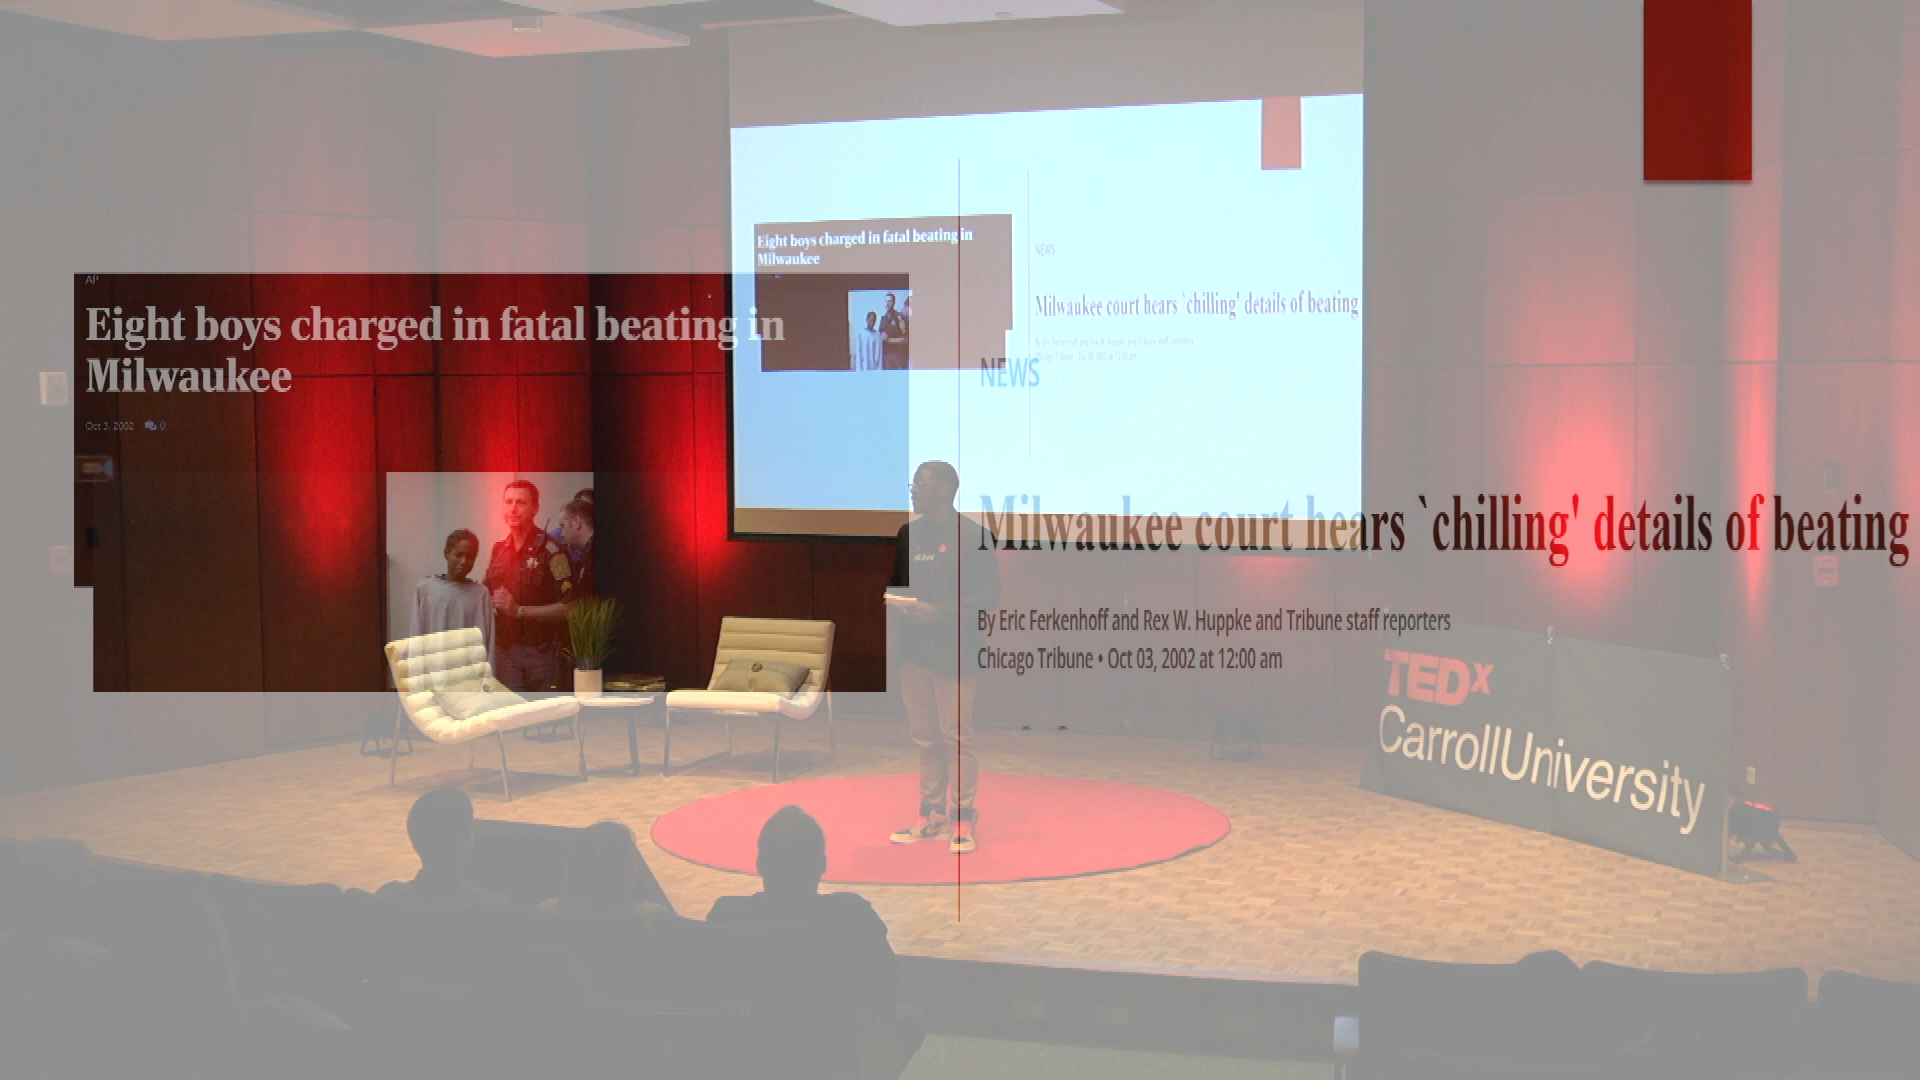 AP
Eight boys charged in fatal beating in
Milwaukee
Oct 3, 2002 0
Eight boys charged in fatal beating in
Milwaukee
NEWS
Milwaukee court hears `chilling' details of beating
NEWS
Milwaukee court hears `chilling' details of beating
By Eric Ferkenhoff and Rex W. Huppke and Tribune staff reporters
Chicago Tribune • Oct 03, 2002 at 12:00 am
TEDx
CarrollUniversity